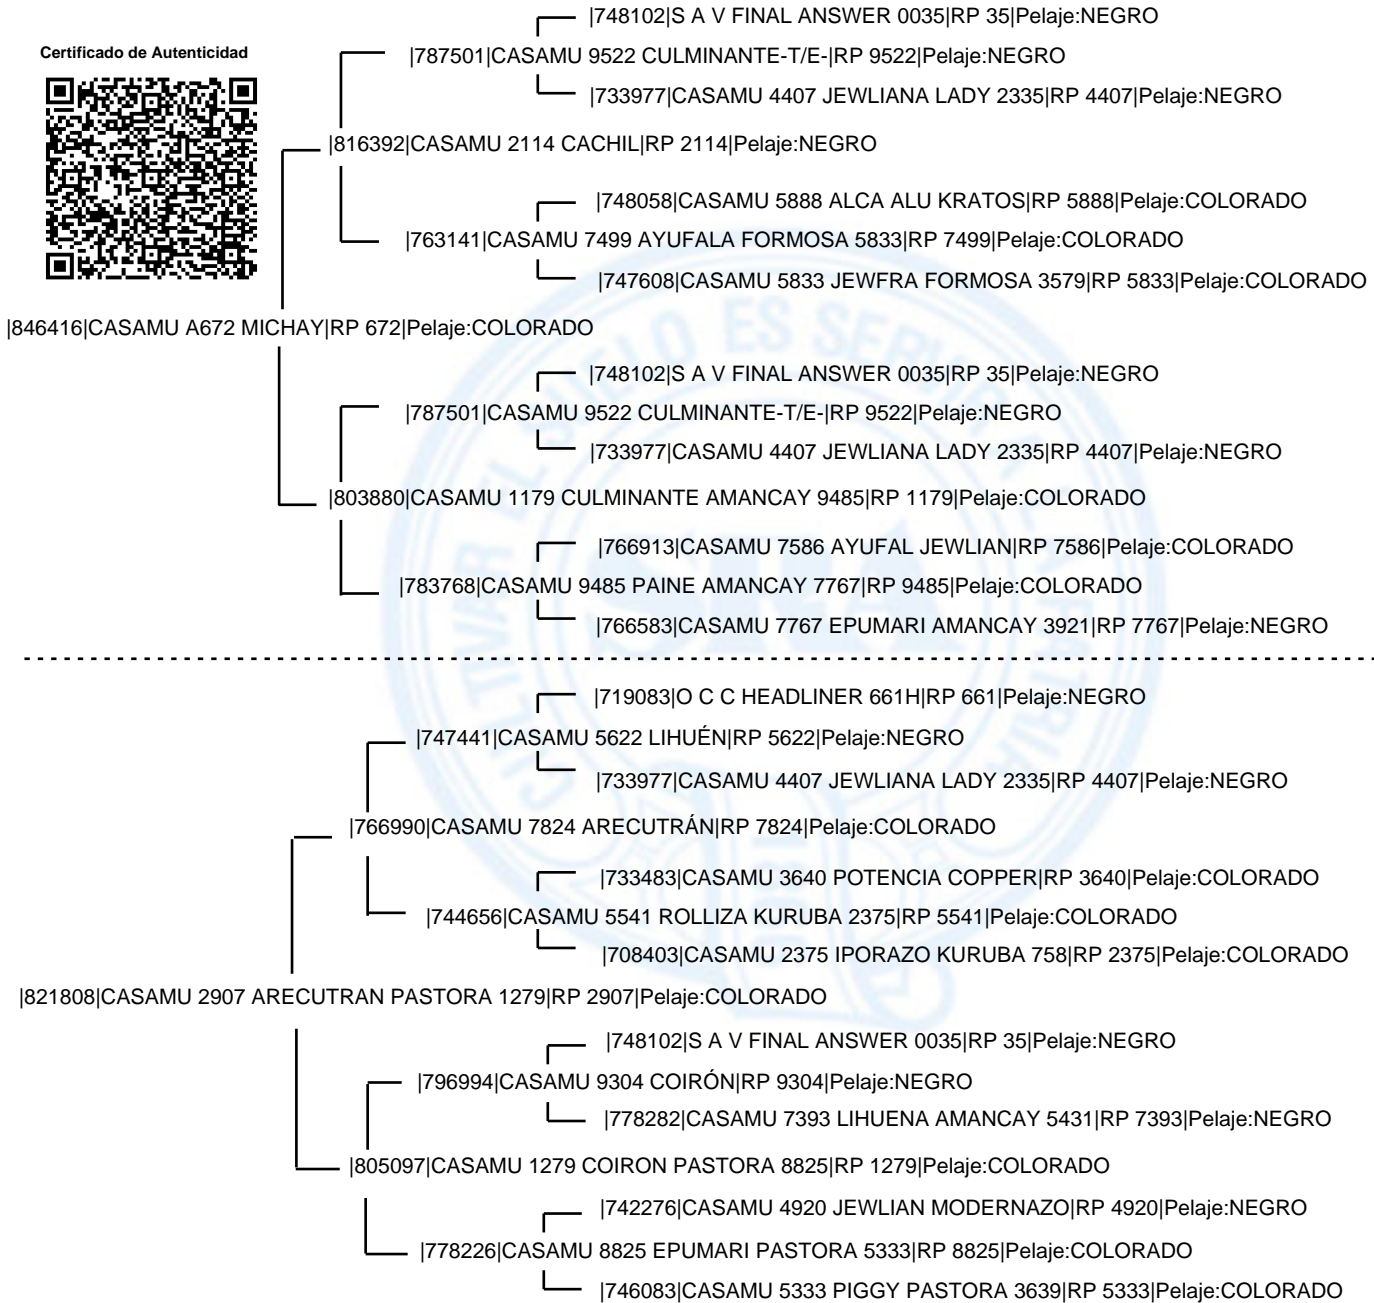 |748102|S A V FINAL ANSWER 0035|RP 35|Pelaje:NEGRO
Certificado de Autenticidad
|787501|CASAMU 9522 CULMINANTE-T/E-|RP 9522|Pelaje:NEGRO
|733977|CASAMU 4407 JEWLIANA LADY 2335|RP 4407|Pelaje:NEGRO
|816392|CASAMU 2114 CACHIL|RP 2114|Pelaje:NEGRO
|748058|CASAMU 5888 ALCA ALU KRATOS|RP 5888|Pelaje:COLORADO
|763141|CASAMU 7499 AYUFALA FORMOSA 5833|RP 7499|Pelaje:COLORADO
|747608|CASAMU 5833 JEWFRA FORMOSA 3579|RP 5833|Pelaje:COLORADO
|846416|CASAMU A672 MICHAY|RP 672|Pelaje:COLORADO
|748102|S A V FINAL ANSWER 0035|RP 35|Pelaje:NEGRO
|787501|CASAMU 9522 CULMINANTE-T/E-|RP 9522|Pelaje:NEGRO
|733977|CASAMU 4407 JEWLIANA LADY 2335|RP 4407|Pelaje:NEGRO
|803880|CASAMU 1179 CULMINANTE AMANCAY 9485|RP 1179|Pelaje:COLORADO
|766913|CASAMU 7586 AYUFAL JEWLIAN|RP 7586|Pelaje:COLORADO
|783768|CASAMU 9485 PAINE AMANCAY 7767|RP 9485|Pelaje:COLORADO
|766583|CASAMU 7767 EPUMARI AMANCAY 3921|RP 7767|Pelaje:NEGRO
|719083|O C C HEADLINER 661H|RP 661|Pelaje:NEGRO
|747441|CASAMU 5622 LIHUÉN|RP 5622|Pelaje:NEGRO
|733977|CASAMU 4407 JEWLIANA LADY 2335|RP 4407|Pelaje:NEGRO
|766990|CASAMU 7824 ARECUTRÁN|RP 7824|Pelaje:COLORADO
|733483|CASAMU 3640 POTENCIA COPPER|RP 3640|Pelaje:COLORADO
|744656|CASAMU 5541 ROLLIZA KURUBA 2375|RP 5541|Pelaje:COLORADO
|708403|CASAMU 2375 IPORAZO KURUBA 758|RP 2375|Pelaje:COLORADO
|821808|CASAMU 2907 ARECUTRAN PASTORA 1279|RP 2907|Pelaje:COLORADO
|748102|S A V FINAL ANSWER 0035|RP 35|Pelaje:NEGRO
|796994|CASAMU 9304 COIRÓN|RP 9304|Pelaje:NEGRO
|778282|CASAMU 7393 LIHUENA AMANCAY 5431|RP 7393|Pelaje:NEGRO
|805097|CASAMU 1279 COIRON PASTORA 8825|RP 1279|Pelaje:COLORADO
|742276|CASAMU 4920 JEWLIAN MODERNAZO|RP 4920|Pelaje:NEGRO
|778226|CASAMU 8825 EPUMARI PASTORA 5333|RP 8825|Pelaje:COLORADO
|746083|CASAMU 5333 PIGGY PASTORA 3639|RP 5333|Pelaje:COLORADO
CULTIVAR EL SUELO ES SERVIR A LA PATRIA
SRA
1866